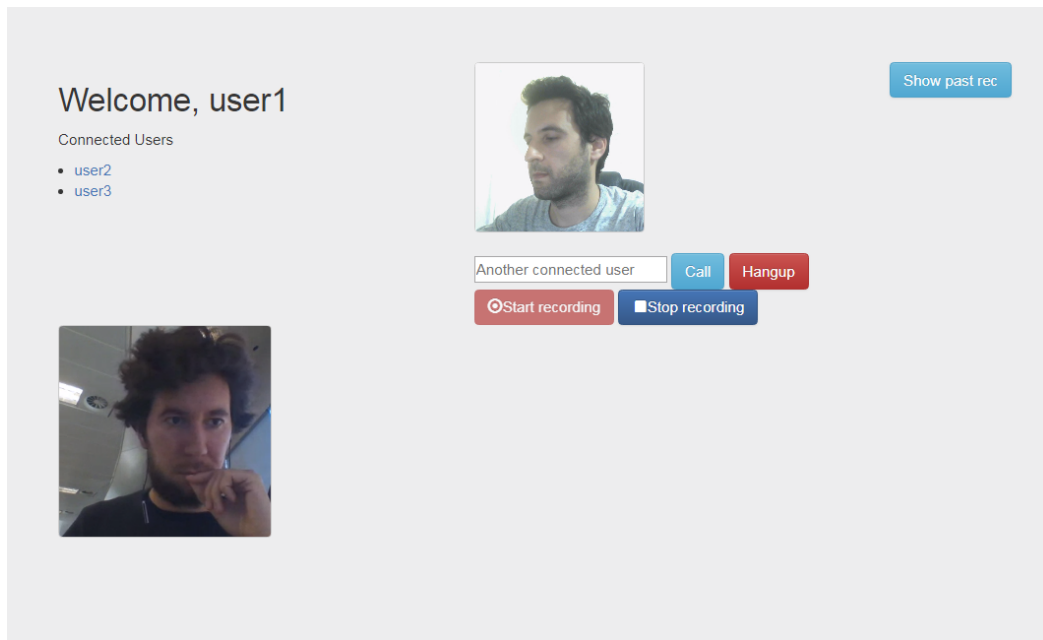 Welcome, user1
Connected Users
user2
user3
Another connected user
Call
Hangup
Start recording
Stop recording
Show past rec